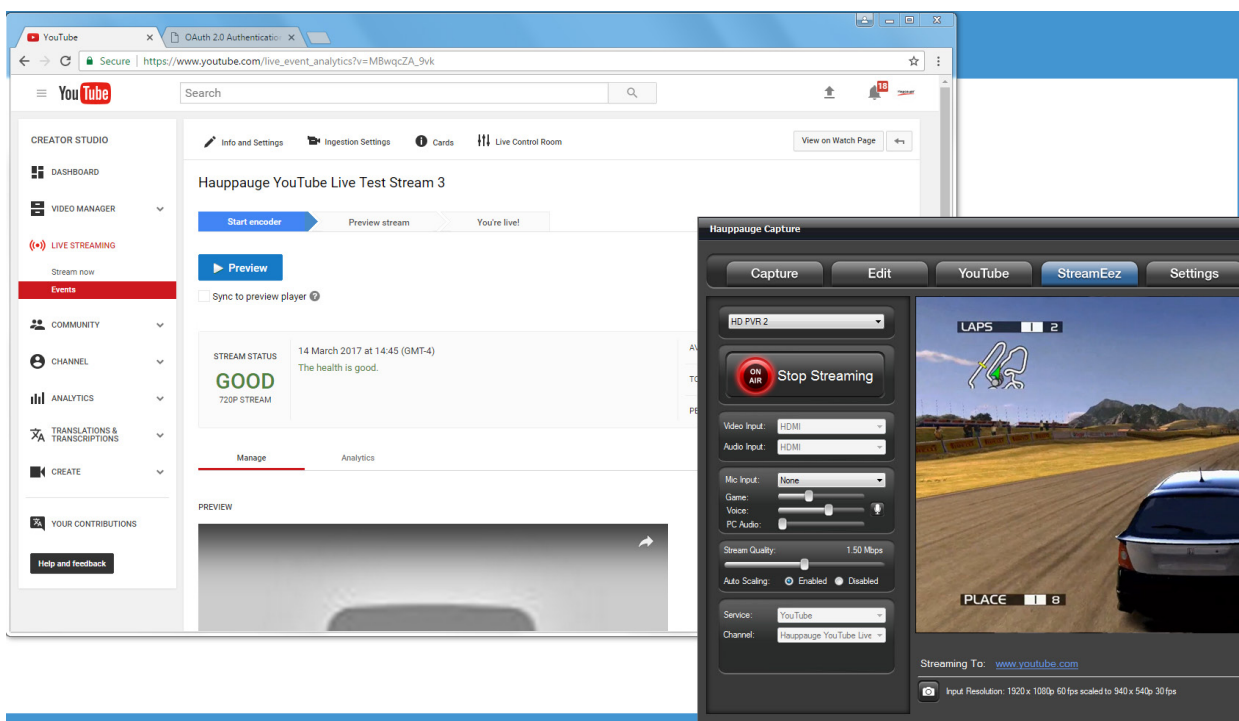 YouTube
OAuth 2.0 Authentication
Secure https://www.youtube.com/live_event_analytics?v=MBwqcZA_9vk
YouTube
Search
18
CREATOR STUDIO
DASHBOARD
VIDEO MANAGER
LIVE STREAMING
Stream now
Events
COMMUNITY
CHANNEL
ANALYTICS
TRANSLATIONS &
TRANSCRIPTIONS
CREATE
YOUR CONTRIBUTIONS
Help and feedback
Info and Settings
Ingestion Settings
Cards
Live Control Room
View on Watch Page
Hauppauge YouTube Live Test Stream 3
Start encoder
Preview stream
You're live!
Preview
Sync to preview player
STREAM STATUS
GOOD
720P STREAM
14 March 2017 at 14:45 (GMT-4)
The health is good.
Manage
Analytics
PREVIEW
Hauppauge Capture
Capture
Edit
YouTube
StreamEez
Settings
HD PVR 2
ON
AIR
Stop Streaming
Video Input: HDMI
Audio Input: HDMI
Mic Input: None
Game:
Voice:
PC Audio:
Stream Quality: 1.50 Mbps
Auto Scaling: Enabled Disabled
Service: YouTube
Channel: Hauppauge YouTube Live
LAPS 1 2
PLACE 1 8
Streaming To: www.youtube.com
Input Resolution: 1920 x 1080p 60 fps scaled to 940 x 540p 30 fps